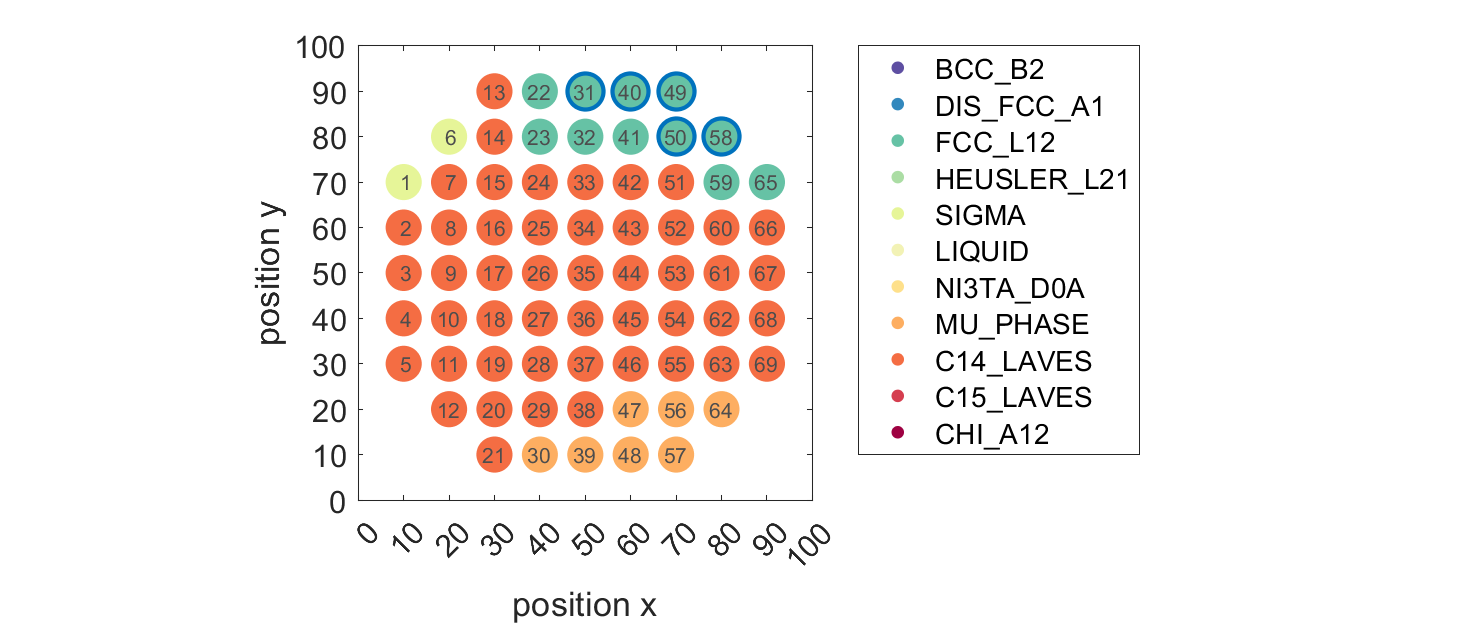 100
90
80
70
60
50
40
30
20
10
0
position y
13 22 31 40 49
6 14 23 32 41 50 58
1 7 15 24 33 42 51 59 65
2 8 16 25 34 43 52 60 66
3 9 17 26 35 44 53 61 67
4 10 18 27 36 45 54 62 68
5 11 19 28 37 46 55 63 69
12 20 29 38 47 56 64
21 30 39 48 57
0 10 20 30 40 50 60 70 80 90 100
position x
BCC_B2
DIS_FCC_A1
FCC_L12
HEUSLER_L21
SIGMA
LIQUID
NI3TA_D0A
MU_PHASE
C14_LAVES
C15_LAVES
CHI_A12